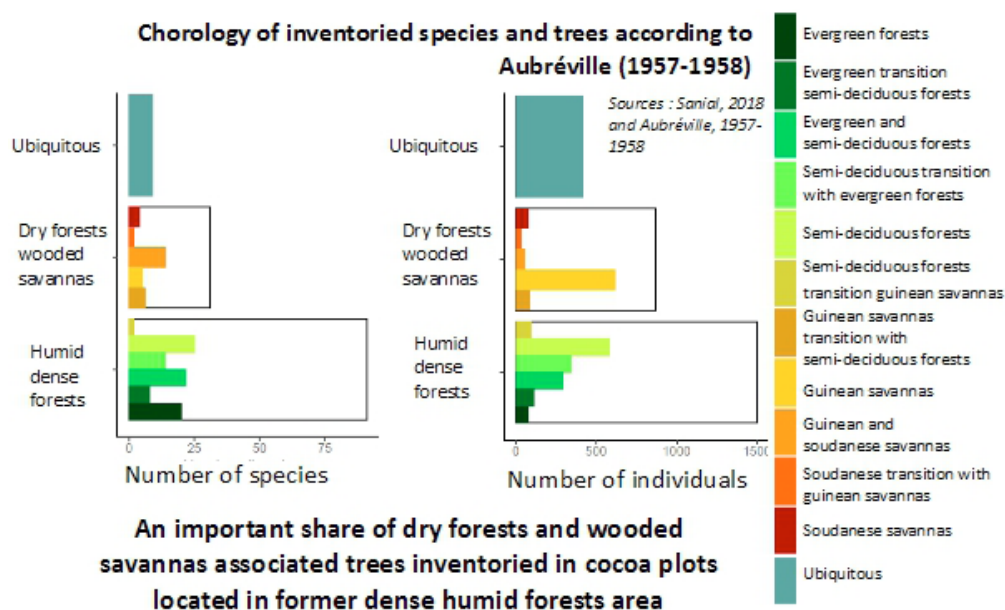 Chorology of inventoried species and trees according to
Aubréville (1957-1958)
Sources : Sanial, 2018
and Aubréville, 1957-
1958
Ubiquitous
Dry forests
wooded
savannas
Humid
dense
forests
0
25
50
75
Number of species
Ubiquitous
Dry forests
wooded
savannas
Humid
dense
forests
0
500
1000
1500
Number of individuals
An important share of dry forests and wooded
savannas associated trees inventoried in cocoa plots
located in former dense humid forests area
Evergreen forests
Evergreen transition
semi-deciduous forests
Evergreen and
semi-deciduous forests
Semi-deciduous transition
with evergreen forests
Semi-deciduous forests
Semi-deciduous forests
transition guinean savannas
Guinean savannas
transition with
semi-deciduous forests
Guinean savannas
Guinean and
soudanese savannas
Soudanese transition with
guinean savannas
Soudanese savannas
Ubiquitous